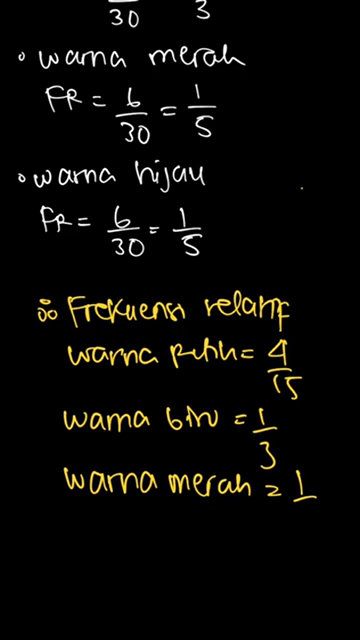 30 3
• Warna merah
FR = 6/30 = 1/5
• Warna hijau
FR = 6/30 = 1/5
∴ Frekuensi relatif
warna putih = 4/15
warna biru = 1/3
warna merah = 1